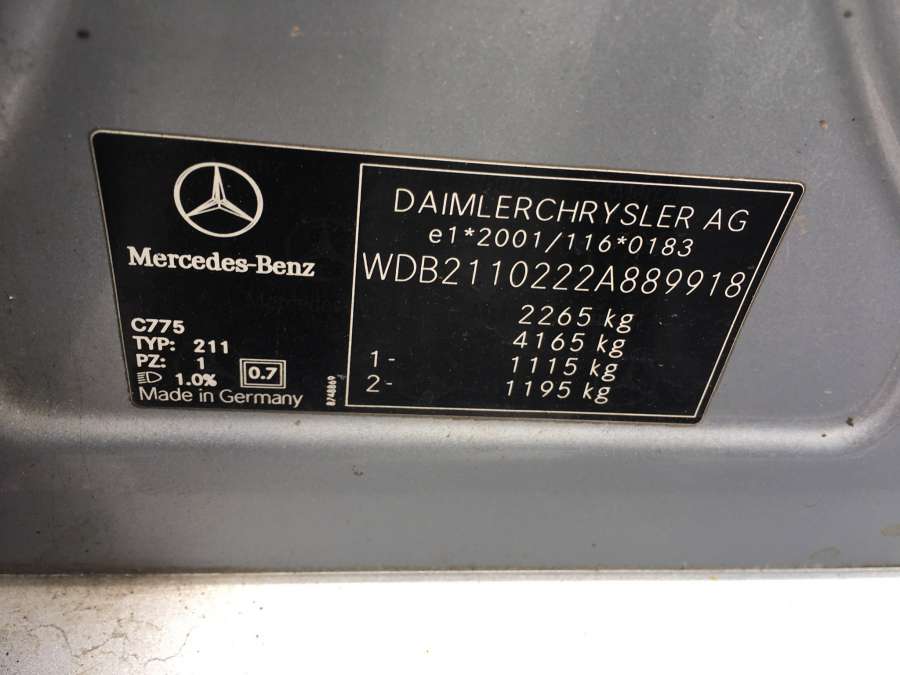 Mercedes-Benz
C775
TYP: 211
PZ: 1
1.0%
0.7
Made in Germany
8748869
DAIMLERCHRYSLER AG
e1*2001/116*0183
WDB2110222A889918
2265 kg
4165 kg
1- 1115 kg
2- 1195 kg